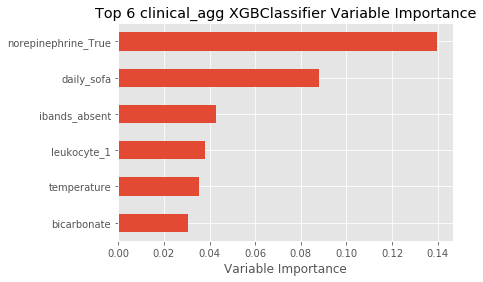 Top 6 clinical_agg XGBClassifier Variable Importance
norepinephrine_True
daily_sofa
ibands_absent
leukocyte_1
temperature
bicarbonate
0.00 0.02 0.04 0.06 0.08 0.10 0.12 0.14
Variable Importance